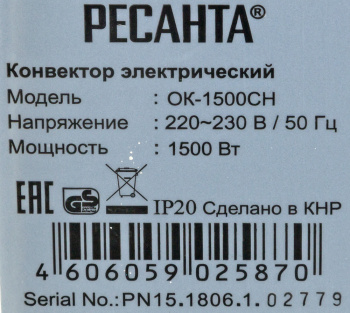 РЕСАНТА®
Конвектор электрический
Модель : ОК-1500СН
Напряжение : 220~230 В / 50 Гц
Мощность : 1500 Вт
EAC GS IP20 Сделано в КНР
4 606059 025870
Serial No.:PN15.1806.1.02779